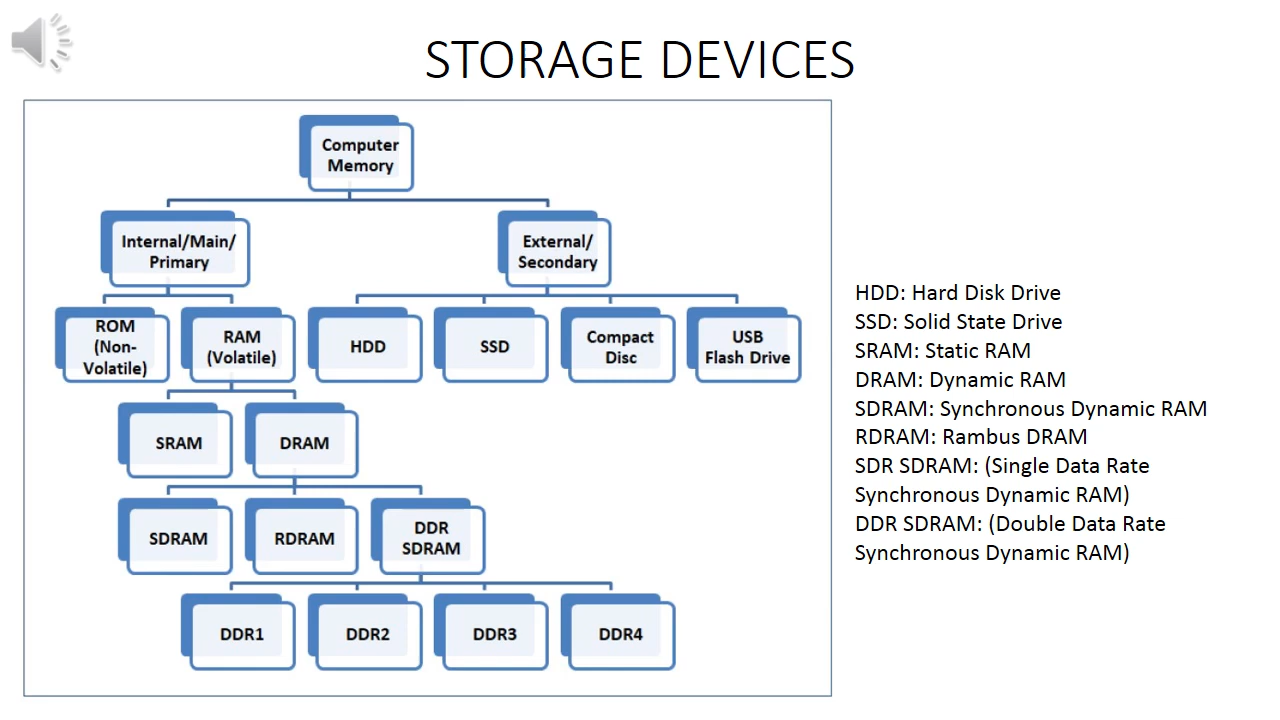 STORAGE DEVICES
Computer
Memory
Internal/Main/
Primary
External/
Secondary
ROM
(Non-
Volatile)
RAM
(Volatile)
HDD
SSD
Compact
Disc
USB
Flash Drive
SRAM
DRAM
SDRAM
RDRAM
DDR
SDRAM
DDR1
DDR2
DDR3
DDR4
HDD: Hard Disk Drive
SSD: Solid State Drive
SRAM: Static RAM
DRAM: Dynamic RAM
SDRAM: Synchronous Dynamic RAM
RDRAM: Rambus DRAM
SDR SDRAM: (Single Data Rate
Synchronous Dynamic RAM)
DDR SDRAM: (Double Data Rate
Synchronous Dynamic RAM)